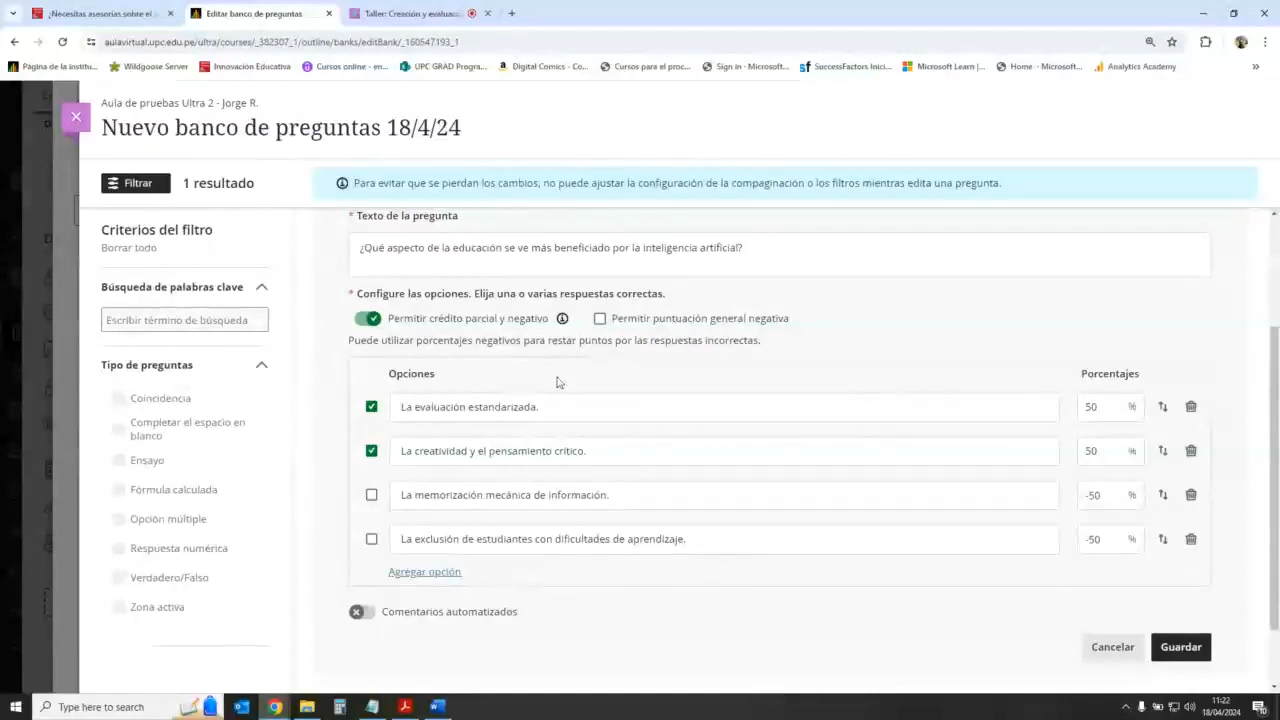 ¿Necesitas asesorías sobre el
Editar banco de preguntas
Taller: Creación y evaluac
aulavirtual.upc.edu.pe/ultra/courses/_382307_1/outline/banks/editBank/_160547193_1
Página de la institu...
Wildgoose Server
Innovación Educativa
Cursos online - en...
UPC GRAD Progra...
Digital Comics - Co...
Cursos para el proc...
Sign in - Microsoft...
SuccessFactors Inici...
Microsoft Learn |...
Home - Microsoft...
Analytics Academy
»
Aula de pruebas Ultra 2 - Jorge R.
Nuevo banco de preguntas 18/4/24
Filtrar
1 resultado
Para evitar que se pierdan los cambios, no puede ajustar la configuración de la compaginación o los filtros mientras edita una pregunta.
Criterios del filtro
Borrar todo
Búsqueda de palabras clave
Escribir término de búsqueda
Tipo de preguntas
Coincidencia
Completar el espacio en
blanco
Ensayo
Fórmula calculada
Opción múltiple
Respuesta numérica
Verdadero/Falso
Zona activa
* Texto de la pregunta
¿Qué aspecto de la educación se ve más beneficiado por la inteligencia artificial?
* Configure las opciones. Elija una o varias respuestas correctas.
Permitir crédito parcial y negativo
Permitir puntuación general negativa
Puede utilizar porcentajes negativos para restar puntos por las respuestas incorrectas.
Opciones
Porcentajes
La evaluación estandarizada.
50 %
La creatividad y el pensamiento crítico.
50 %
La memorización mecánica de información.
-50 %
La exclusión de estudiantes con dificultades de aprendizaje.
-50 %
Agregar opción
Comentarios automatizados
Cancelar
Guardar
Type here to search
11:22
18/04/2024